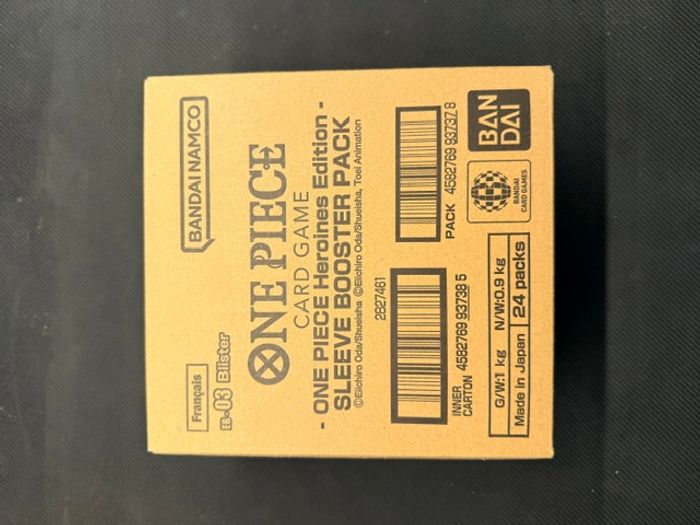 Français
EB-03 Blister
BANDAI NAMCO
ONE PIECE
CARD GAME
- ONE PIECE Heroines Edition -
SLEEVE BOOSTER PACK
©Eiichiro Oda/Shueisha ©Eiichiro Oda/Shueisha, Toei Animation
2827461
INNER
CARTON 4582769 93738 5
PACK 4582769 93737 8
G/W:1 kg N/W:0.9 kg
Made in Japan 24 packs
BANDAI
CARD GAMES
BAN
DAI